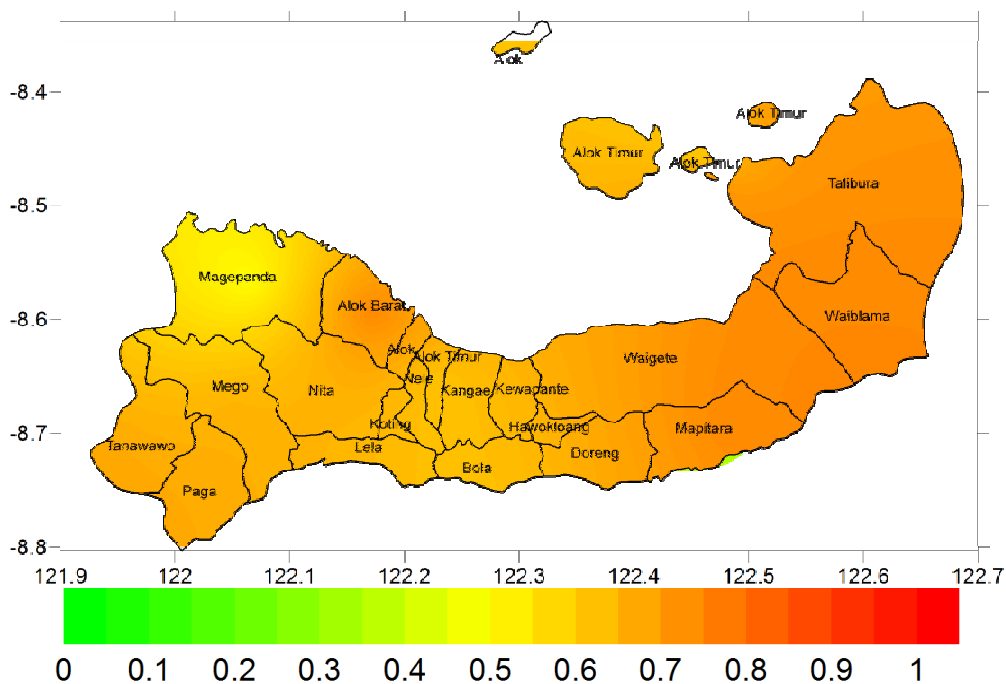 Alok
-8.4
Alok Timur
Alok Timur
Alok Timur
Talibura
-8.5
Magepanda
Alok Barat
-8.6
Waiblama
Alok
Alok Timur
Waigete
Nele
Mego
Nita
Kangae
Kewapante
Koting
Hawokloang
Mapitara
-8.7
Tanawawo
Lela
Doreng
Bola
Paga
-8.8
121.9 122 122.1 122.2 122.3 122.4 122.5 122.6 122.7
0 0.1 0.2 0.3 0.4 0.5 0.6 0.7 0.8 0.9 1